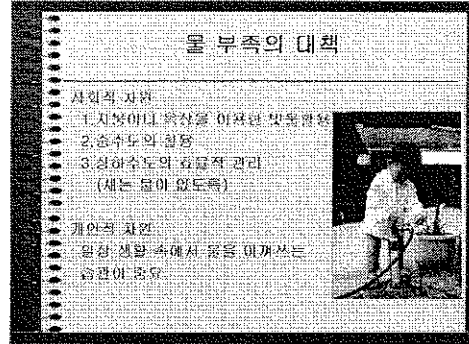 물 부족의 대책
사회적 차원
1.지붕이나 옥상을 이용한 빗물활용
2.중수도의 활용
3.상하수도의 효율적 관리
(새는 물이 없도록)
개인적 차원
일상 생활 속에서 물을 아껴쓰는
습관이 중요